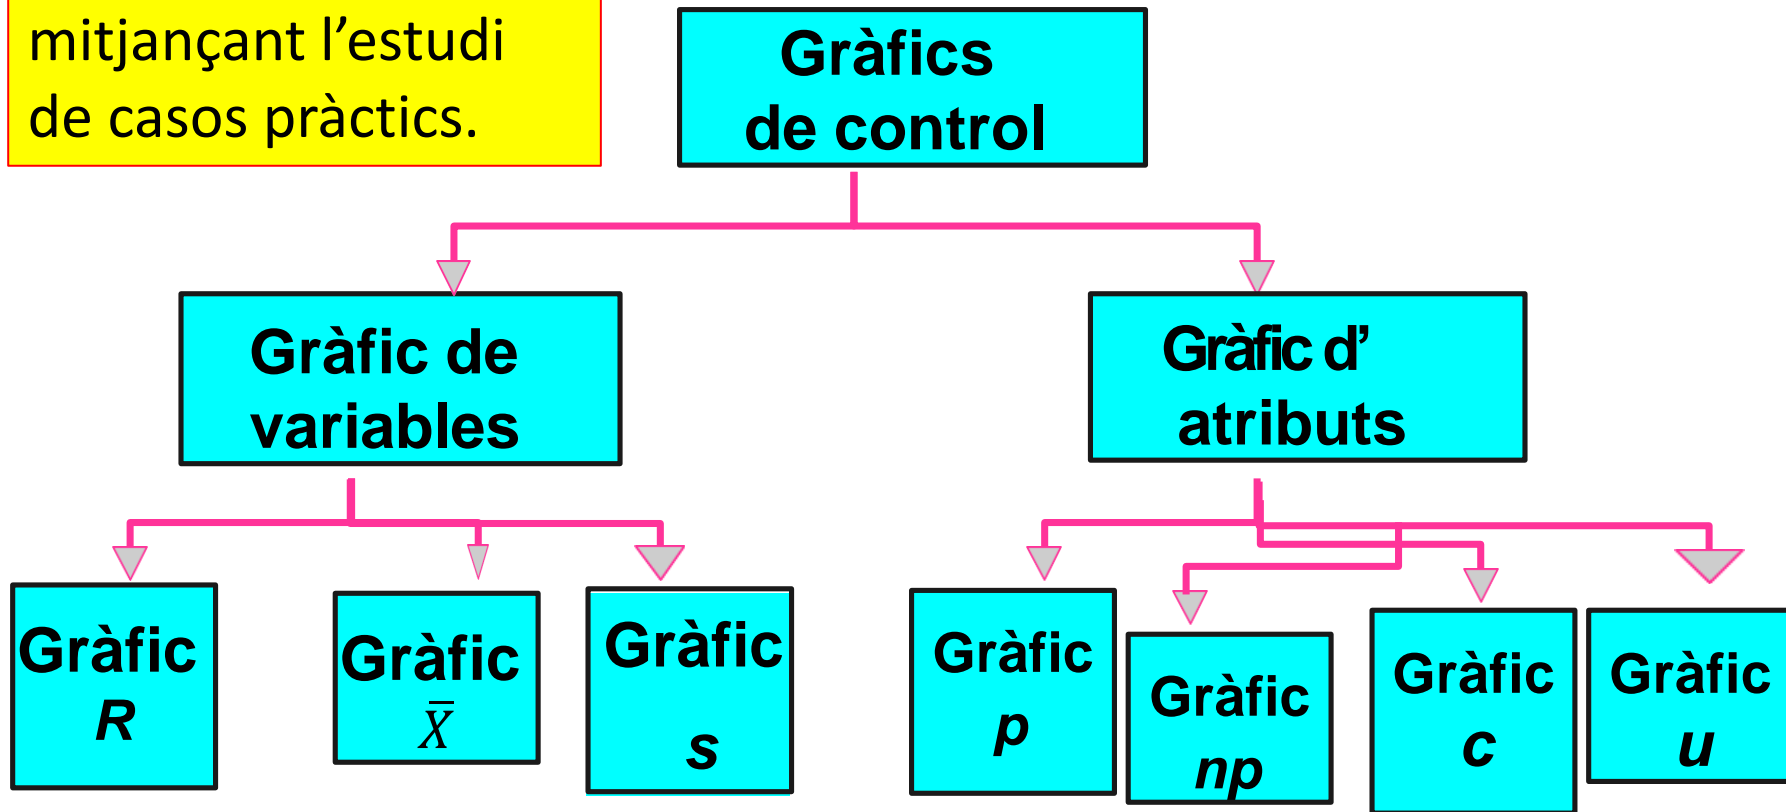 mitjançant l’estudi
de casos pràctics.
Gràfics
de control
Gràfic de
variables
Gràfic d’
atributs
Gràfic
R
Gràfic
X̄
Gràfic
s
Gràfic
p
Gràfic
np
Gràfic
c
Gràfic
u